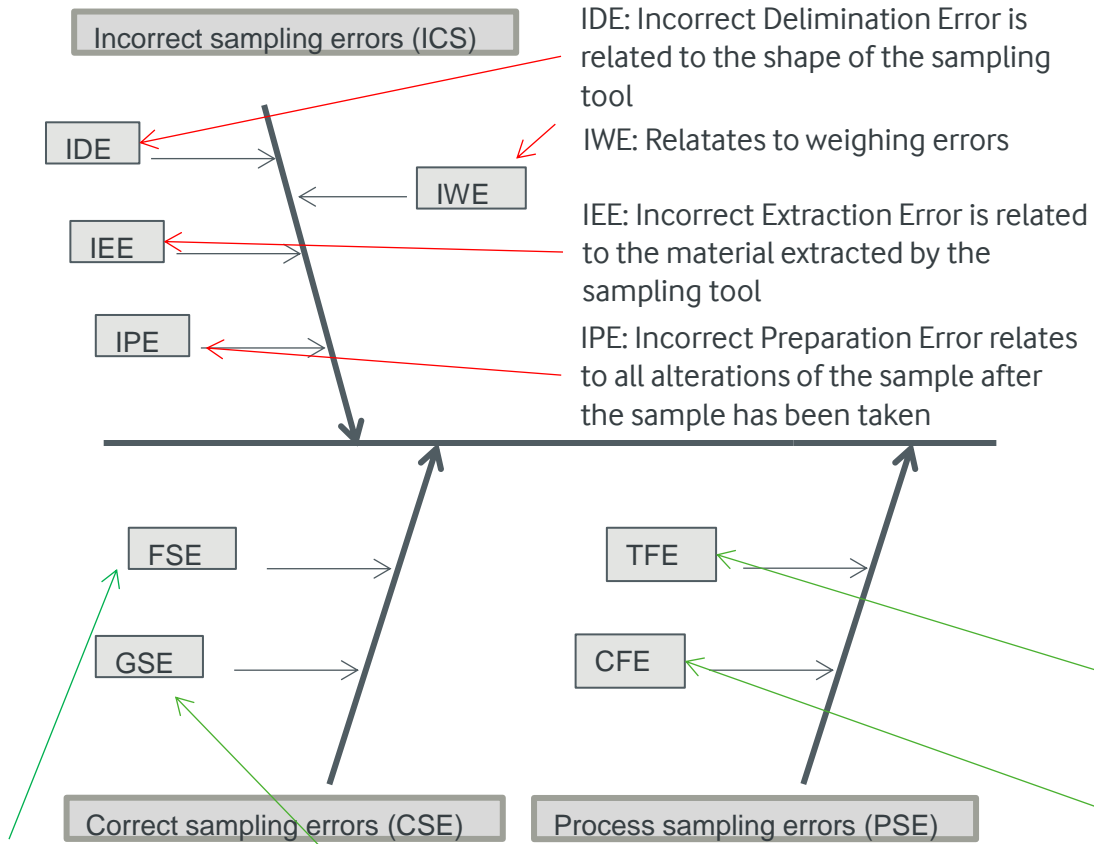 Incorrect sampling errors (ICS)
IDE: Incorrect Delimination Error is
related to the shape of the sampling
tool
IDE
IWE: Relatates to weighing errors
IWE
IEE
IEE: Incorrect Extraction Error is related
to the material extracted by the
sampling tool
IPE
IPE: Incorrect Preparation Error relates
to all alterations of the sample after
the sample has been taken
FSE
TFE
GSE
CFE
Correct sampling errors (CSE)
Process sampling errors (PSE)